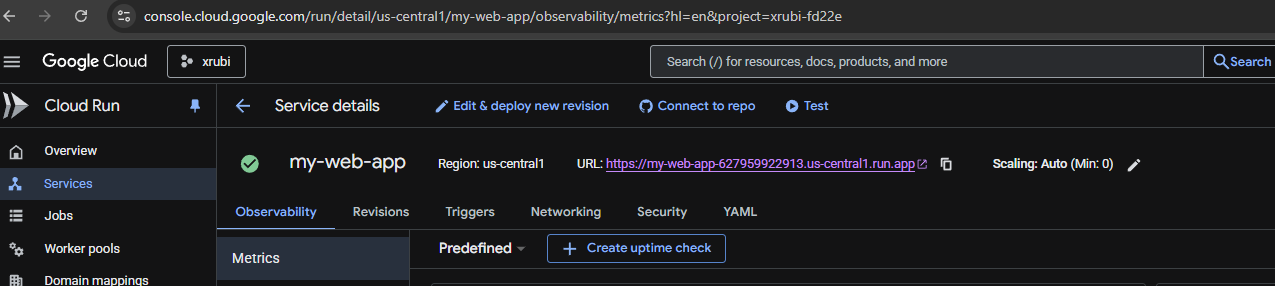 console.cloud.google.com/run/detail/us-central1/my-web-app/observability/metrics?hl=en&project=xrubi-fd22e
Google Cloud xrubi Search (/) for resources, docs, products, and more Search
Cloud Run Service details Edit & deploy new revision Connect to repo Test
Overview
my-web-app Region: us-central1 URL: https://my-web-app-627959922913.us-central1.run.app Scaling: Auto (Min: 0)
Services
Jobs
Observability Revisions Triggers Networking Security YAML
Worker pools
Predefined Create uptime check
Metrics
Domain mappings